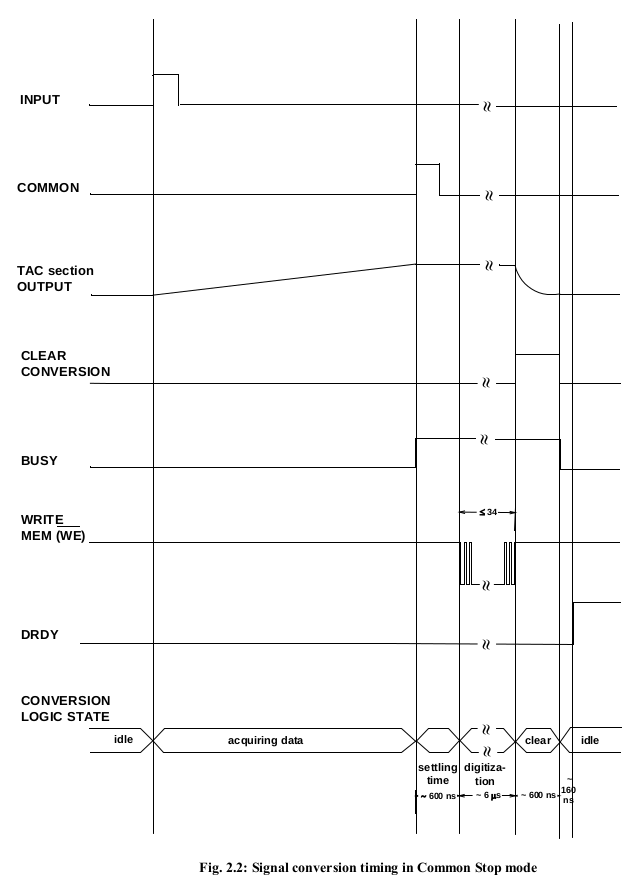 INPUT
COMMON
TAC section
OUTPUT
CLEAR
CONVERSION
BUSY
≤ 34
WRITE
MEM (WE)
DRDY
CONVERSION
LOGIC STATE
idle
acquiring data
clear
idle
settling
time
digitiza-
tion
~ 600 ns
~ 6 µs
~ 600 ns
~
160
ns
Fig. 2.2: Signal conversion timing in Common Stop mode